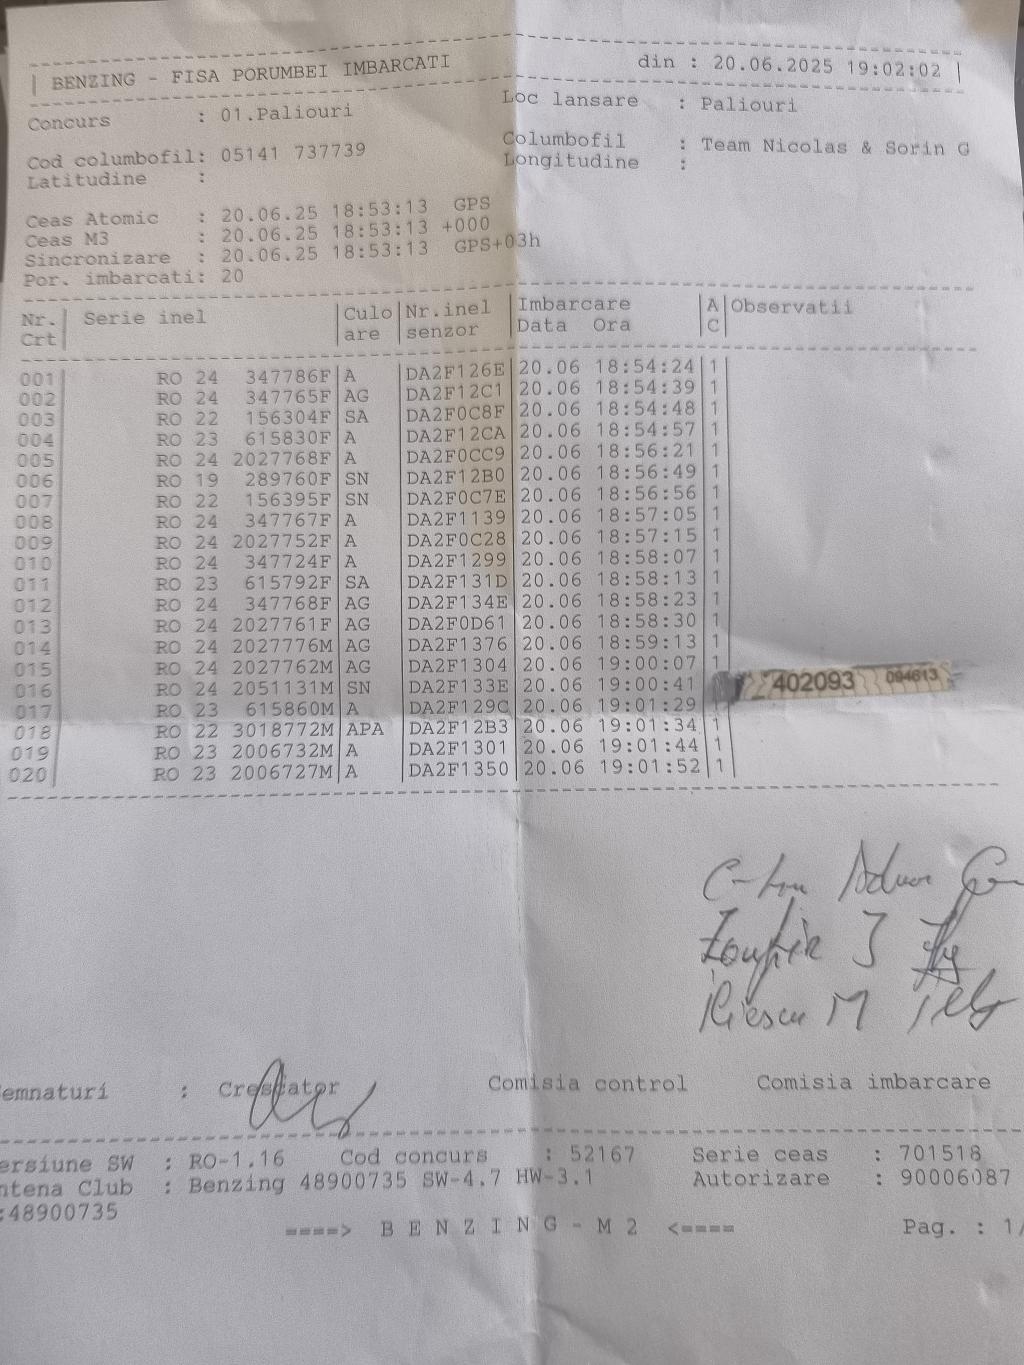 | BENZING - FISA PORUMBEI IMBARCATI din : 20.06.2025 19:02:02 |
Concurs : 01.Paliouri Loc lansare : Paliouri
Cod columbofil: 05141 737739 Columbofil : Team Nicolas & Sorin G
Latitudine : Longitudine :
Ceas Atomic : 20.06.25 18:53:13 GPS
Ceas M3 : 20.06.25 18:53:13 +000
Sincronizare : 20.06.25 18:53:13 GPS+03h
Por. imbarcati: 20
Nr.| Serie inel |Culo|Nr.inel|Imbarcare |A|Observatii
Crt| |are |senzor |Data Ora |C|
001| RO 24 347786F|A |DA2F126E|20.06 18:54:24|1|
002| RO 24 347765F|AG |DA2F12C1|20.06 18:54:39|1|
003| RO 22 156304F|SA |DA2F0C8F|20.06 18:54:48|1|
004| RO 23 615830F|A |DA2F12CA|20.06 18:54:57|1|
005| RO 24 2027768F|A |DA2F0CC9|20.06 18:56:21|1|
006| RO 19 289760F|SN |DA2F12B0|20.06 18:56:49|1|
007| RO 22 156395F|SN |DA2F0C7E|20.06 18:56:56|1|
008| RO 24 347767F|A |DA2F1139|20.06 18:57:05|1|
009| RO 24 2027752F|A |DA2F0C28|20.06 18:57:15|1|
010| RO 24 347724F|A |DA2F1299|20.06 18:58:07|1|
011| RO 23 615792F|SA |DA2F131D|20.06 18:58:13|1|
012| RO 24 347768F|AG |DA2F134E|20.06 18:58:23|1|
013| RO 24 2027761F|AG |DA2F0D61|20.06 18:58:30|1|
014| RO 24 2027776M|AG |DA2F1376|20.06 18:59:13|1|
015| RO 24 2027762M|AG |DA2F1304|20.06 19:00:07|1|
016| RO 24 2051131M|SN |DA2F133E|20.06 19:00:41| 402093 094613
017| RO 23 615860M|A |DA2F129C|20.06 19:01:29|1|
018| RO 22 3018772M|APA |DA2F12B3|20.06 19:01:34|1|
019| RO 23 2006732M|A |DA2F1301|20.06 19:01:44|1|
020| RO 23 2006727M|A |DA2F1350|20.06 19:01:52|1|
emnaturi : Crescator Comisia control Comisia imbarcare
ersiune SW : RO-1.16 Cod concurs : 52167 Serie ceas : 701518
ntena Club : Benzing 48900735 SW-4.7 HW-3.1 Autorizare : 90006087
:48900735
====> B E N Z I N G - M 2 <==== Pag. : 1/